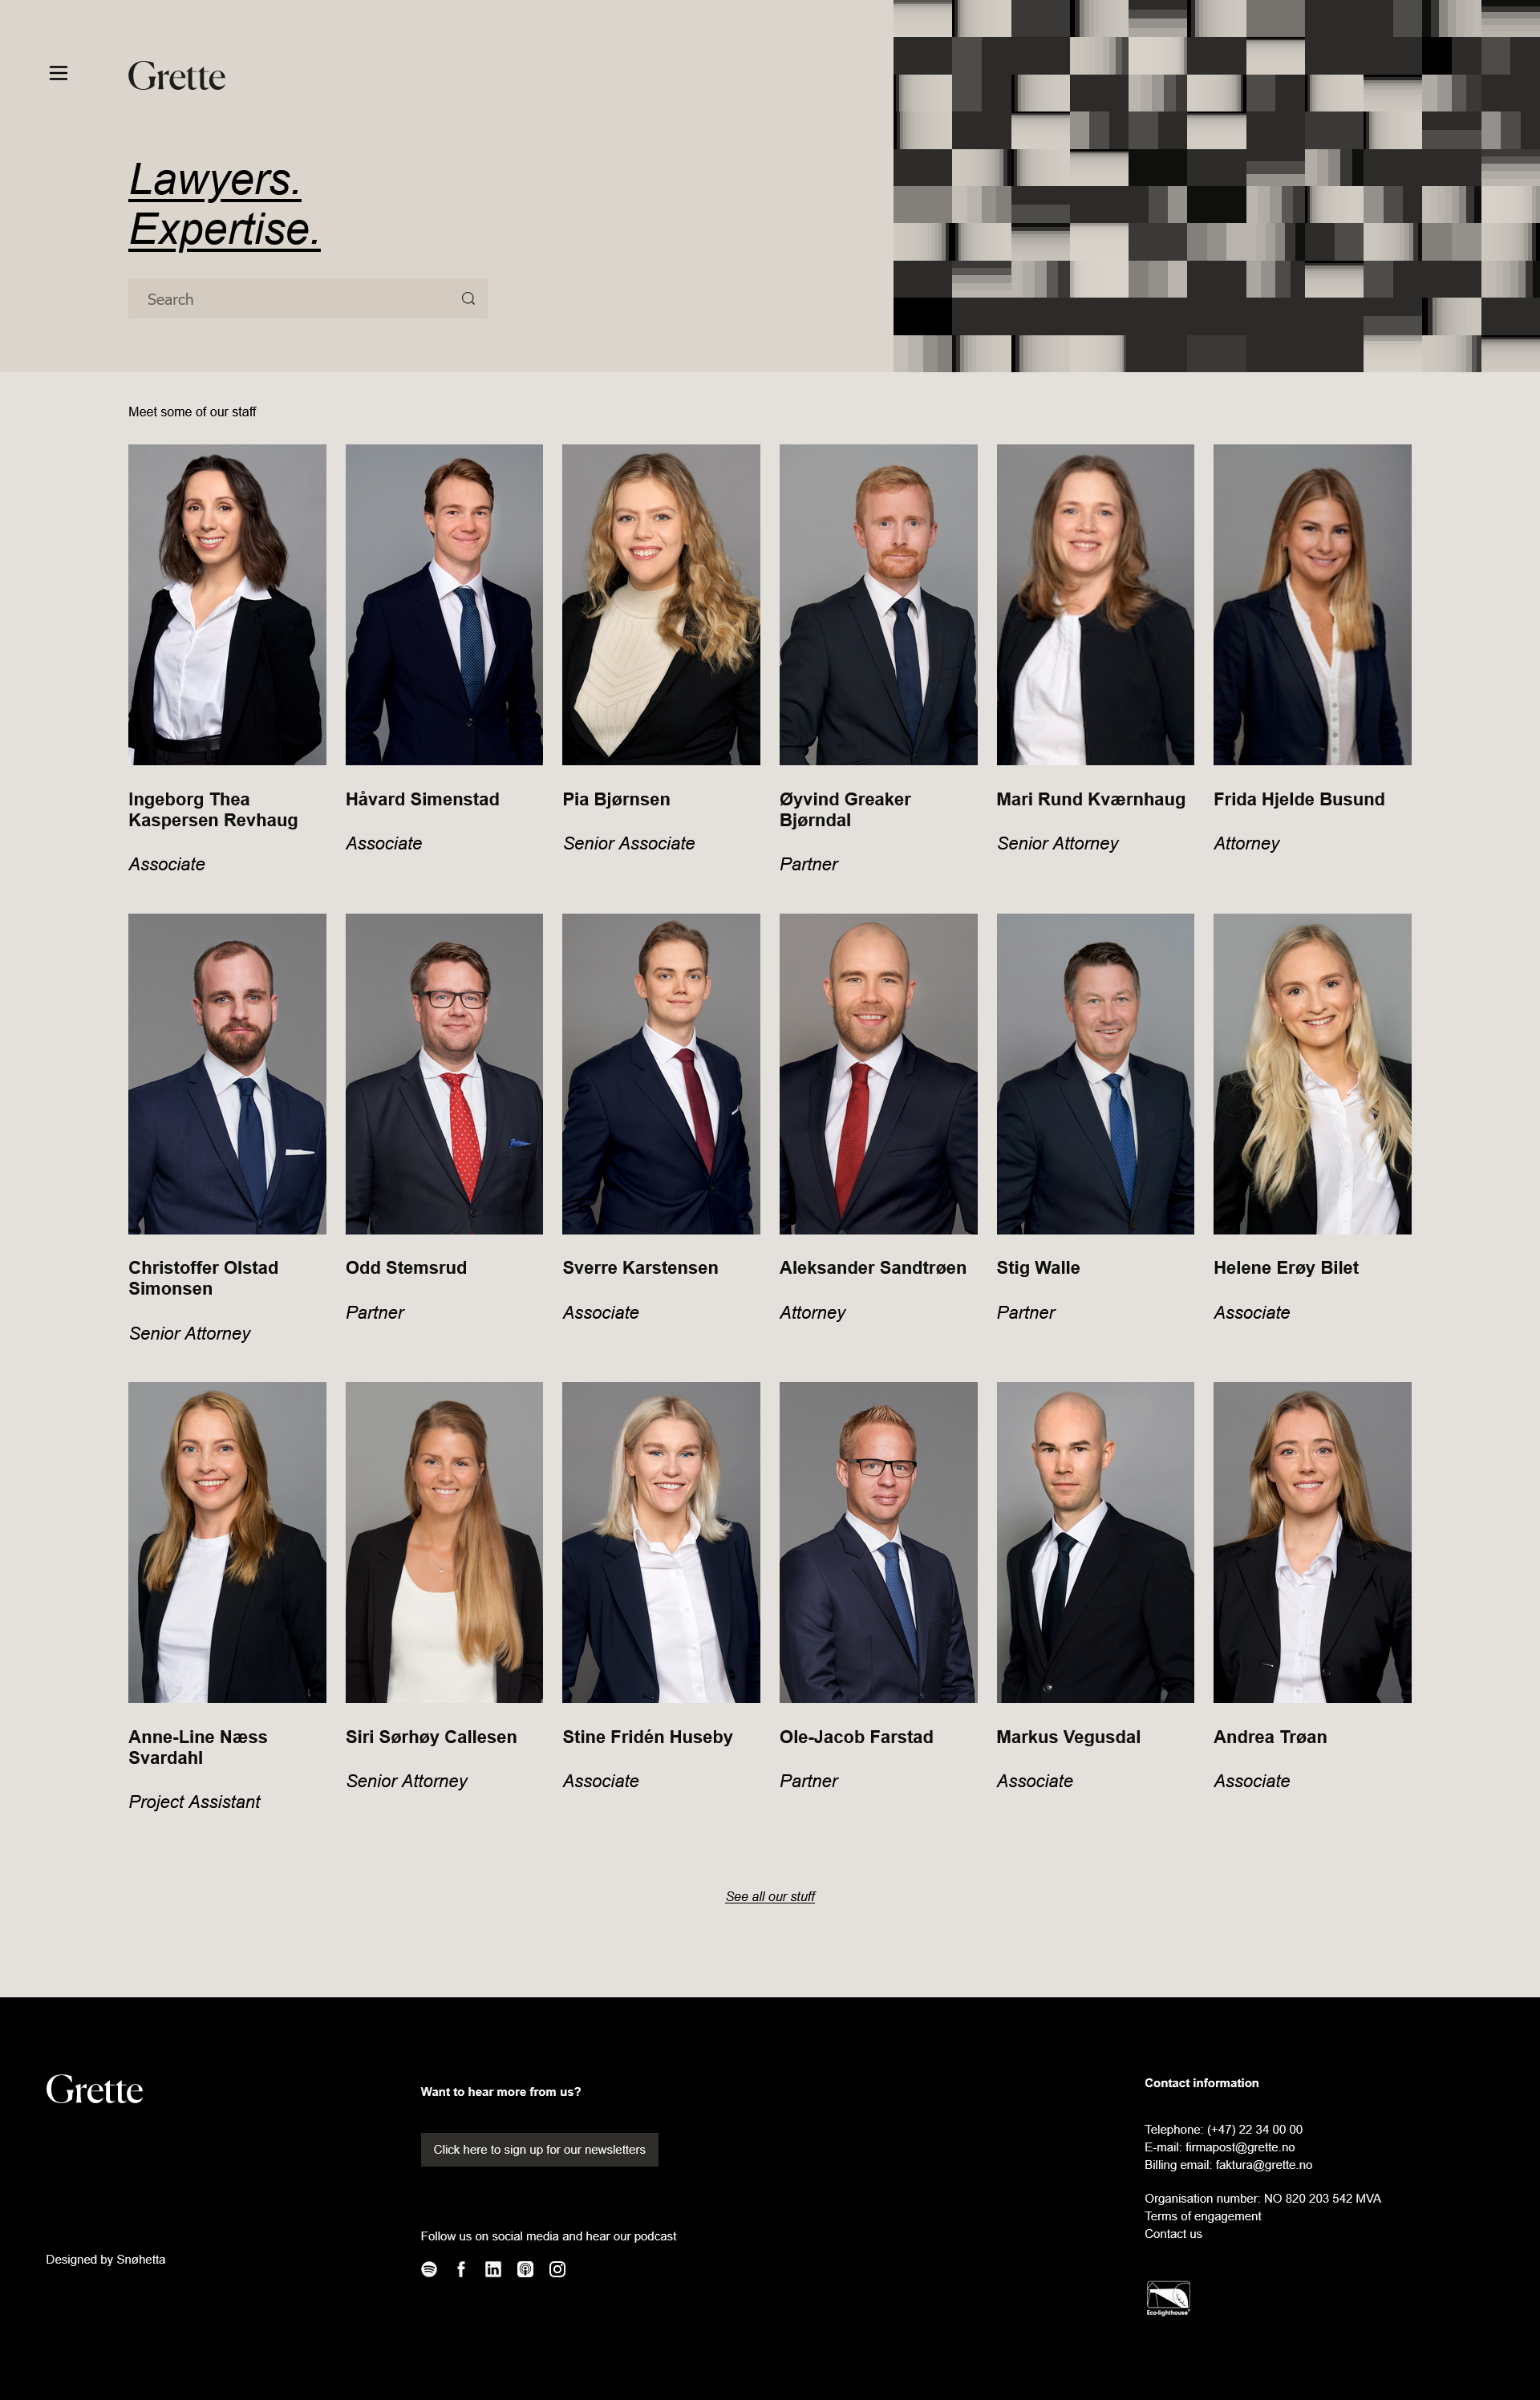 Grette
Lawyers.
Expertise.
Search
Meet some of our staff
Ingeborg Thea
Kaspersen Revhaug
Associate
Håvard Simenstad
Associate
Pia Bjørnsen
Senior Associate
Øyvind Greaker
Bjørndal
Partner
Mari Rund Kværnhaug
Senior Attorney
Frida Hjelde Busund
Attorney
Christoffer Olstad
Simonsen
Senior Attorney
Odd Stemsrud
Partner
Sverre Karstensen
Associate
Aleksander Sandtrøen
Attorney
Stig Walle
Partner
Helene Erøy Bilet
Associate
Anne-Line Næss
Svardahl
Project Assistant
Siri Sørhøy Callesen
Senior Attorney
Stine Fridén Huseby
Associate
Ole-Jacob Farstad
Partner
Markus Vegusdal
Associate
Andrea Trøan
Associate
See all our stuff
Grette
Designed by Snøhetta
Want to hear more from us?
Click here to sign up for our newsletters
Follow us on social media and hear our podcast
Contact information
Telephone: (+47) 22 34 00 00
E-mail: firmapost@grette.no
Billing email: faktura@grette.no
Organisation number: NO 820 203 542 MVA
Terms of engagement
Contact us
Eco-lighthouse